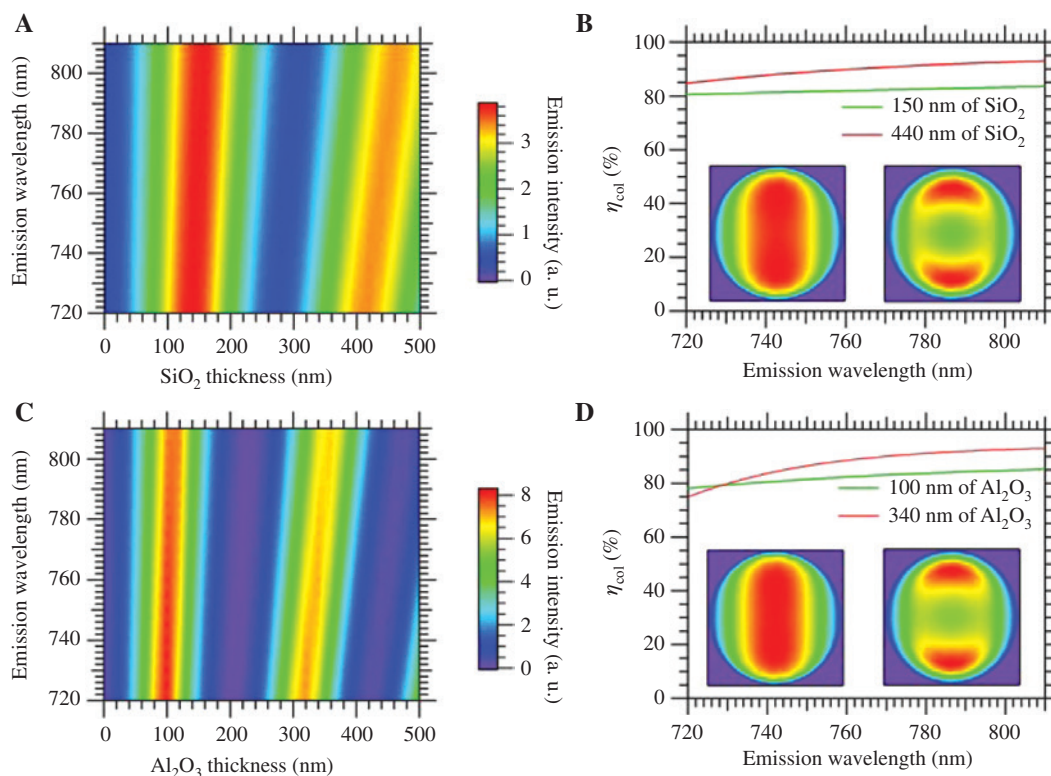 A
Emission wavelength (nm)
800
780
760
740
720
0 100 200 300 400 500
SiO₂ thickness (nm)
3
2
1
0
Emission intensity (a. u.)
B
η_col (%)
100
80
60
40
20
0
150 nm of SiO₂
440 nm of SiO₂
720 740 760 780 800
Emission wavelength (nm)
C
Emission wavelength (nm)
800
780
760
740
720
0 100 200 300 400 500
Al₂O₃ thickness (nm)
8
6
4
2
0
Emission intensity (a. u.)
D
η_col (%)
100
80
60
40
20
0
100 nm of Al₂O₃
340 nm of Al₂O₃
720 740 760 780 800
Emission wavelength (nm)